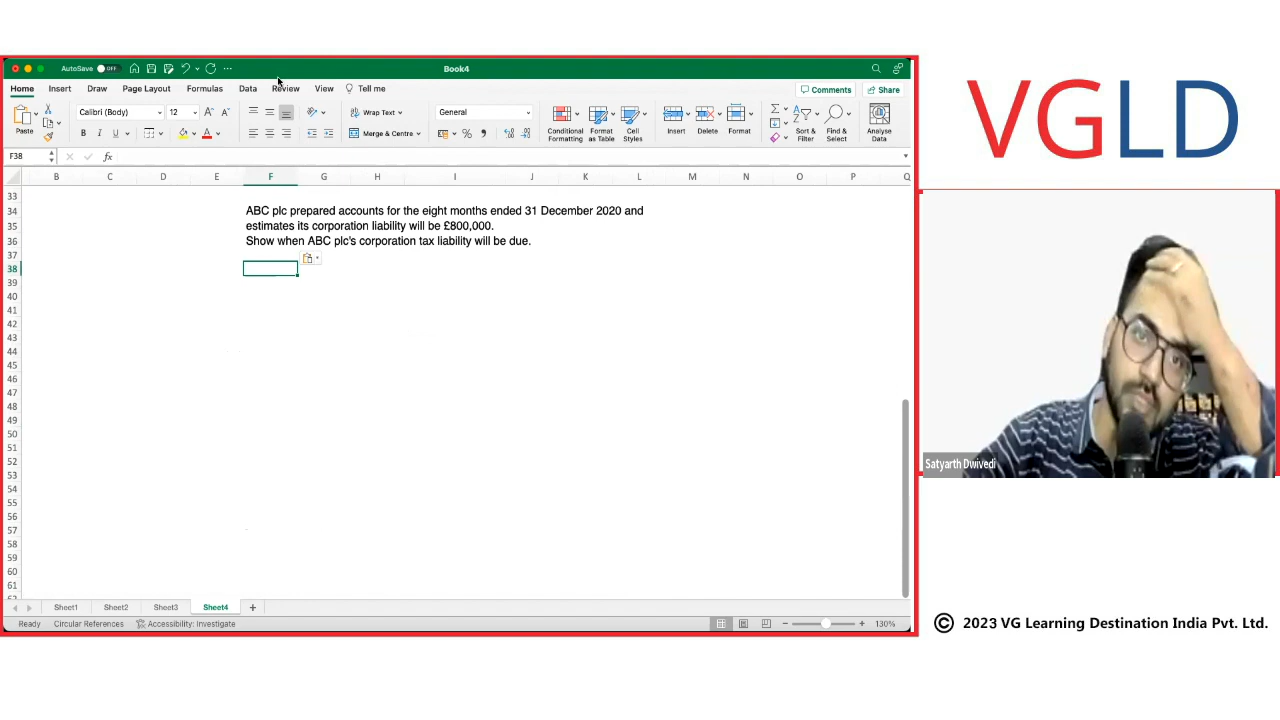 AutoSave OFF Book4
Home Insert Draw Page Layout Formulas Data Review View Tell me Comments Share
Paste Calibri (Body) 12 A A Wrap Text General
B I U A Merge & Centre % Conditional Formatting Format as Table Cell Styles Insert Delete Format Sort & Filter Find & Select Analyse Data
F38 fx
B C D E F G H I J K L M N O P Q
33
34 ABC plc prepared accounts for the eight months ended 31 December 2020 and
35 estimates its corporation liability will be £800,000.
36 Show when ABC plc's corporation tax liability will be due.
37
38
39
40
41
42
43
44
45
46
47
48
49
50
51
52
53
54
55
56
57
58
59
60
61
Sheet1 Sheet2 Sheet3 Sheet4
Ready Circular References Accessibility: Investigate 130%
VGLD
Satyarth Dwivedi
© 2023 VG Learning Destination India Pvt. Ltd.